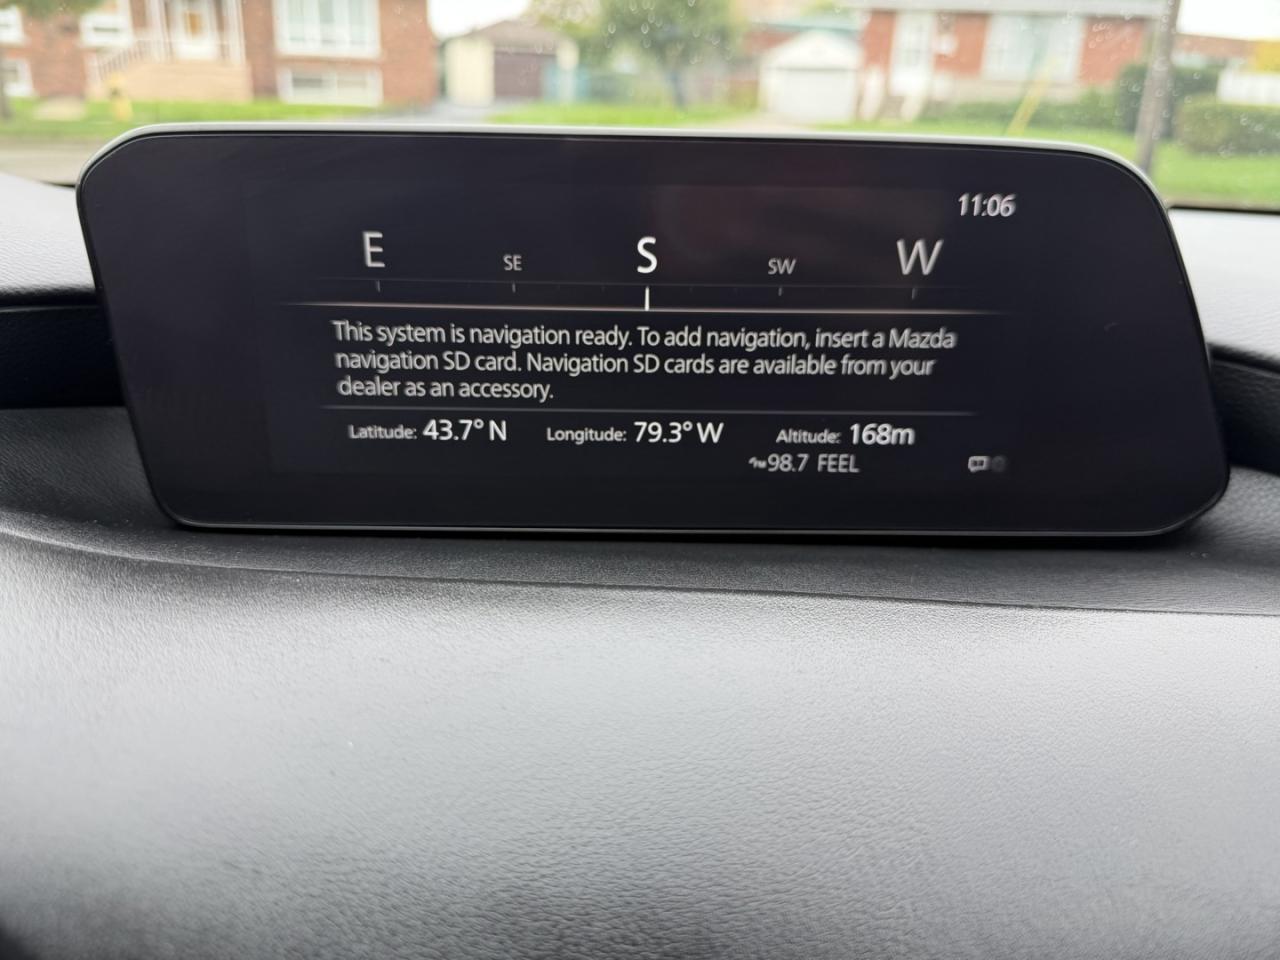 11:06
E SE S SW W
This system is navigation ready. To add navigation, insert a Mazda
navigation SD card. Navigation SD cards are available from your
dealer as an accessory.
Latitude: 43.7° N Longitude: 79.3° W Altitude: 168m
98.7 FEEL